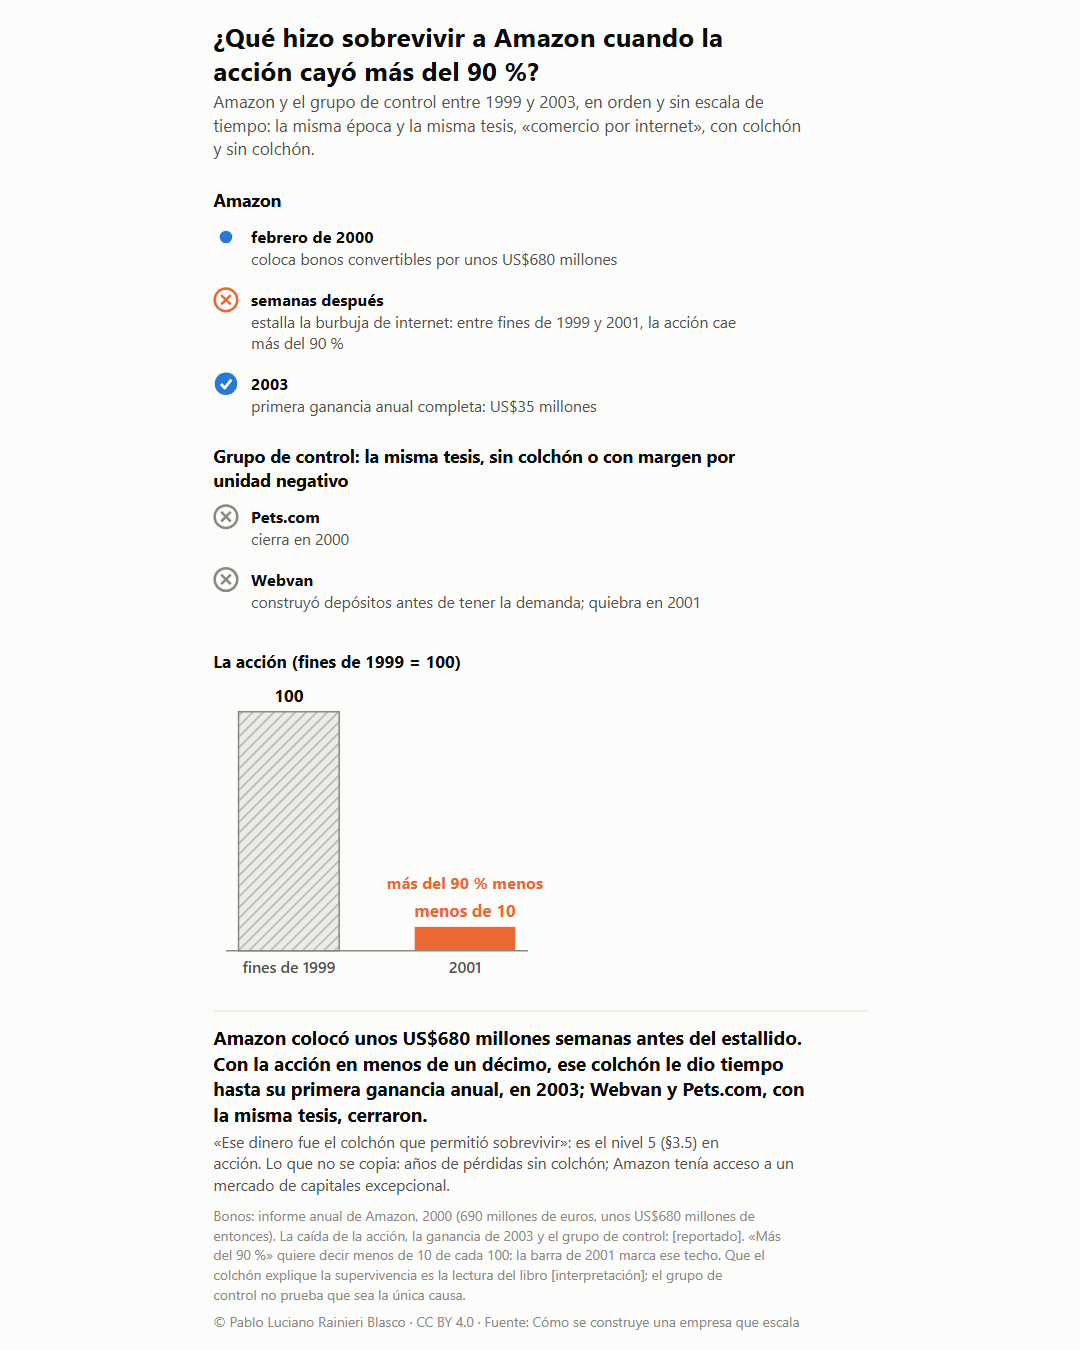 ¿Qué hizo sobrevivir a Amazon cuando la
acción cayó más del 90 %?
Amazon y el grupo de control entre 1999 y 2003, en orden y sin escala de
tiempo: la misma época y la misma tesis, «comercio por internet», con colchón
y sin colchón.
Amazon
febrero de 2000
coloca bonos convertibles por unos US$680 millones
semanas después
estalla la burbuja de internet: entre fines de 1999 y 2001, la acción cae
más del 90 %
2003
primera ganancia anual completa: US$35 millones
Grupo de control: la misma tesis, sin colchón o con margen por
unidad negativo
Pets.com
cierra en 2000
Webvan
construyó depósitos antes de tener la demanda; quiebra en 2001
La acción (fines de 1999 = 100)
100
más del 90 % menos
menos de 10
fines de 1999
2001
Amazon colocó unos US$680 millones semanas antes del estallido.
Con la acción en menos de un décimo, ese colchón le dio tiempo
hasta su primera ganancia anual, en 2003; Webvan y Pets.com, con
la misma tesis, cerraron.
«Ese dinero fue el colchón que permitió sobrevivir»: es el nivel 5 (§3.5) en
acción. Lo que no se copia: años de pérdidas sin colchón; Amazon tenía acceso a un
mercado de capitales excepcional.
Bonos: informe anual de Amazon, 2000 (690 millones de euros, unos US$680 millones de
entonces). La caída de la acción, la ganancia de 2003 y el grupo de control: [reportado]. «Más
del 90 %» quiere decir menos de 10 de cada 100: la barra de 2001 marca ese techo. Que el
colchón explique la supervivencia es la lectura del libro [interpretación]; el grupo de
control no prueba que sea la única causa.
© Pablo Luciano Rainieri Blasco · CC BY 4.0 · Fuente: Cómo se construye una empresa que escala